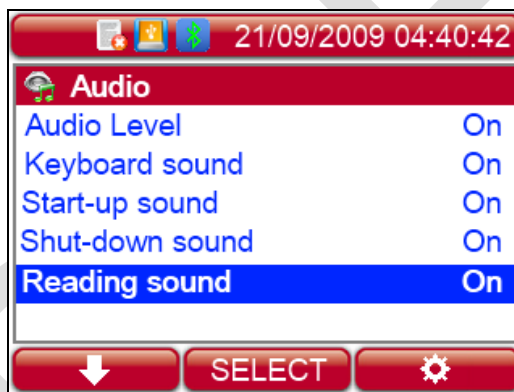 21/09/2009 04:40:42
Audio
Audio Level On
Keyboard sound On
Start-up sound On
Shut-down sound On
Reading sound On
SELECT